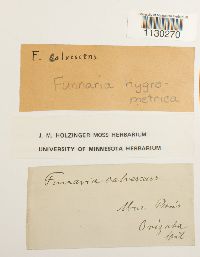 1130270
F. calvescens
Funaria hygro-
metrica
J. M. HOLZINGER MOSS HERBARIUM
UNIVERSITY OF MINNESOTA HERBARIUM
Funaria calvescens
Orizaba